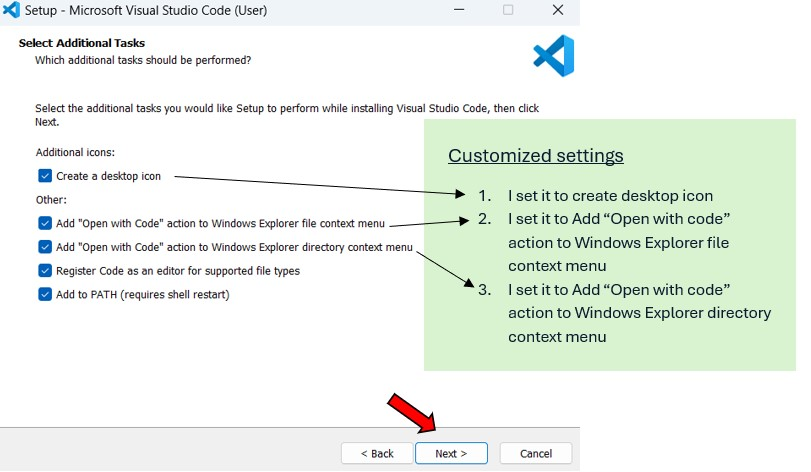 Setup - Microsoft Visual Studio Code (User)
Select Additional Tasks
Which additional tasks should be performed?
Select the additional tasks you would like Setup to perform while installing Visual Studio Code, then click
Next.
Additional icons:
Create a desktop icon
Other:
Add "Open with Code" action to Windows Explorer file context menu
Add "Open with Code" action to Windows Explorer directory context menu
Register Code as an editor for supported file types
Add to PATH (requires shell restart)
Customized settings
1. I set it to create desktop icon
2. I set it to Add “Open with code”
action to Windows Explorer file
context menu
3. I set it to Add “Open with code”
action to Windows Explorer directory
context menu
< Back
Next >
Cancel